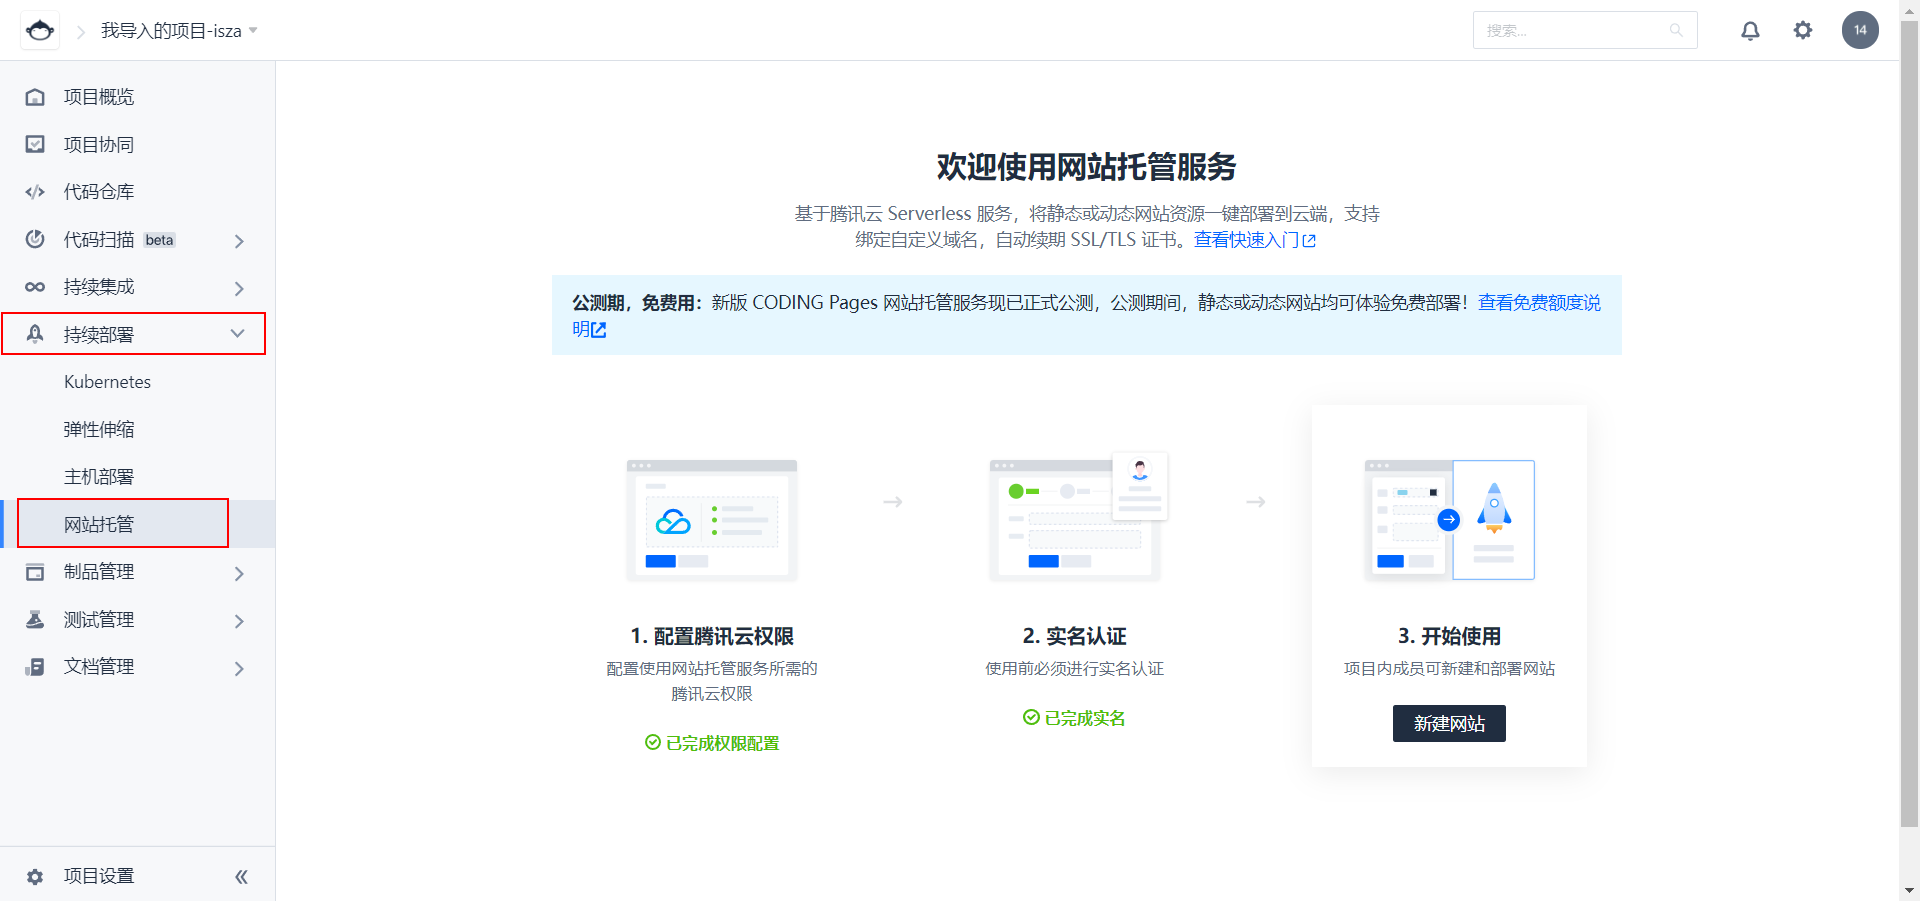 我导入的项目-isza
搜索...
14
项目概览
项目协同
代码仓库
代码扫描 beta
持续集成
持续部署
Kubernetes
弹性伸缩
主机部署
网站托管
制品管理
测试管理
文档管理
项目设置
欢迎使用网站托管服务
基于腾讯云 Serverless 服务，将静态或动态网站资源一键部署到云端，支持
绑定自定义域名，自动续期 SSL/TLS 证书。查看快速入门
公测期，免费用：新版 CODING Pages 网站托管服务现已正式公测，公测期间，静态或动态网站均可体验免费部署！查看免费额度说
明
1. 配置腾讯云权限
配置使用网站托管服务所需的
腾讯云权限
已完成权限配置
2. 实名认证
使用前必须进行实名认证
已完成实名
3. 开始使用
项目内成员可新建和部署网站
新建网站